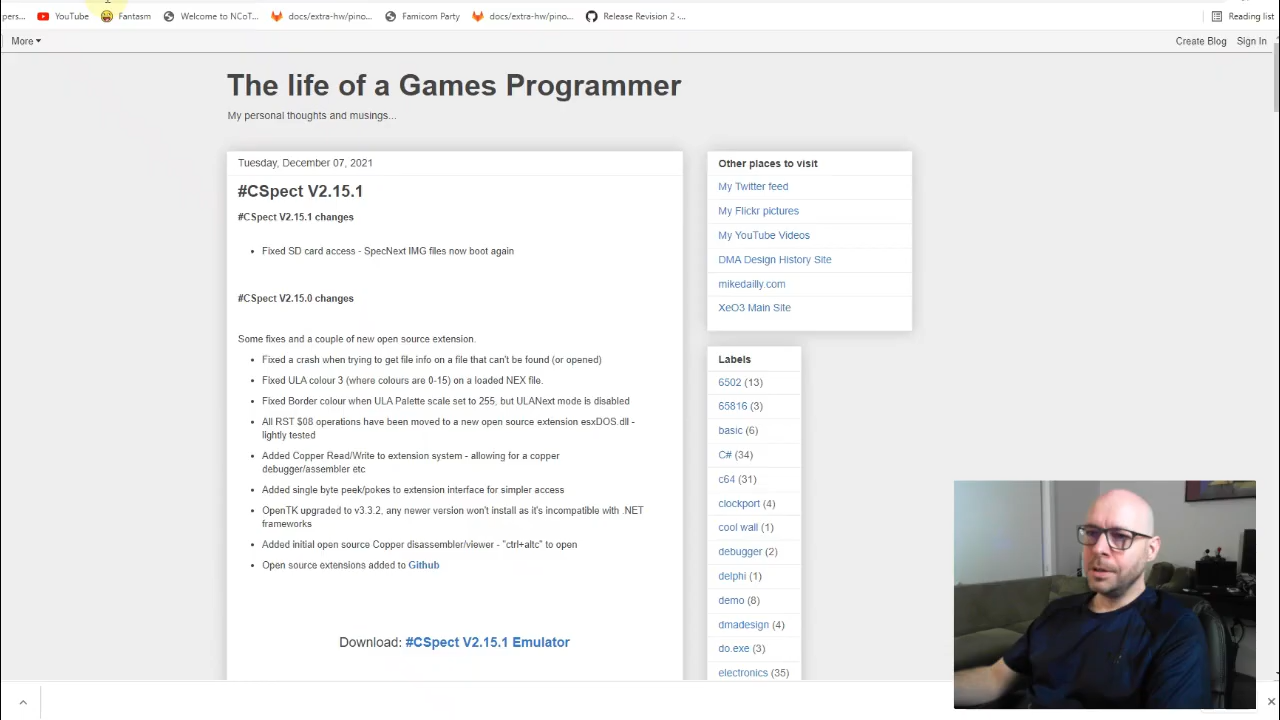 pers...
YouTube
Fantasm
Welcome to NCoT...
docs/extra-hw/pino...
Famicom Party
docs/extra-hw/pino...
Release Revision 2 ·...
Reading list
More
Create Blog
Sign In
The life of a Games Programmer
My personal thoughts and musings...
Tuesday, December 07, 2021
#CSpect V2.15.1
#CSpect V2.15.1 changes
• Fixed SD card access - SpecNext IMG files now boot again
#CSpect V2.15.0 changes
Some fixes and a couple of new open source extension.
• Fixed a crash when trying to get file info on a file that can't be found (or opened)
• Fixed ULA colour 3 (where colours are 0-15) on a loaded NEX file.
• Fixed Border colour when ULA Palette scale set to 255, but ULANext mode is disabled
• All RST $08 operations have been moved to a new open source extension esxDOS.dll -
lightly tested
• Added Copper Read/Write to extension system - allowing for a copper
debugger/assembler etc
• Added single byte peek/pokes to extension interface for simpler access
• OpenTK upgraded to v3.3.2, any newer version won't install as it's incompatible with .NET
frameworks
• Added initial open source Copper disassembler/viewer - "ctrl+altc" to open
• Open source extensions added to Github
Download: #CSpect V2.15.1 Emulator
Other places to visit
My Twitter feed
My Flickr pictures
My YouTube Videos
DMA Design History Site
mikedailly.com
XeO3 Main Site
Labels
6502 (13)
65816 (3)
basic (6)
C# (34)
c64 (31)
clockport (4)
cool wall (1)
debugger (2)
delphi (1)
demo (8)
dmadesign (4)
do.exe (3)
electronics (35)